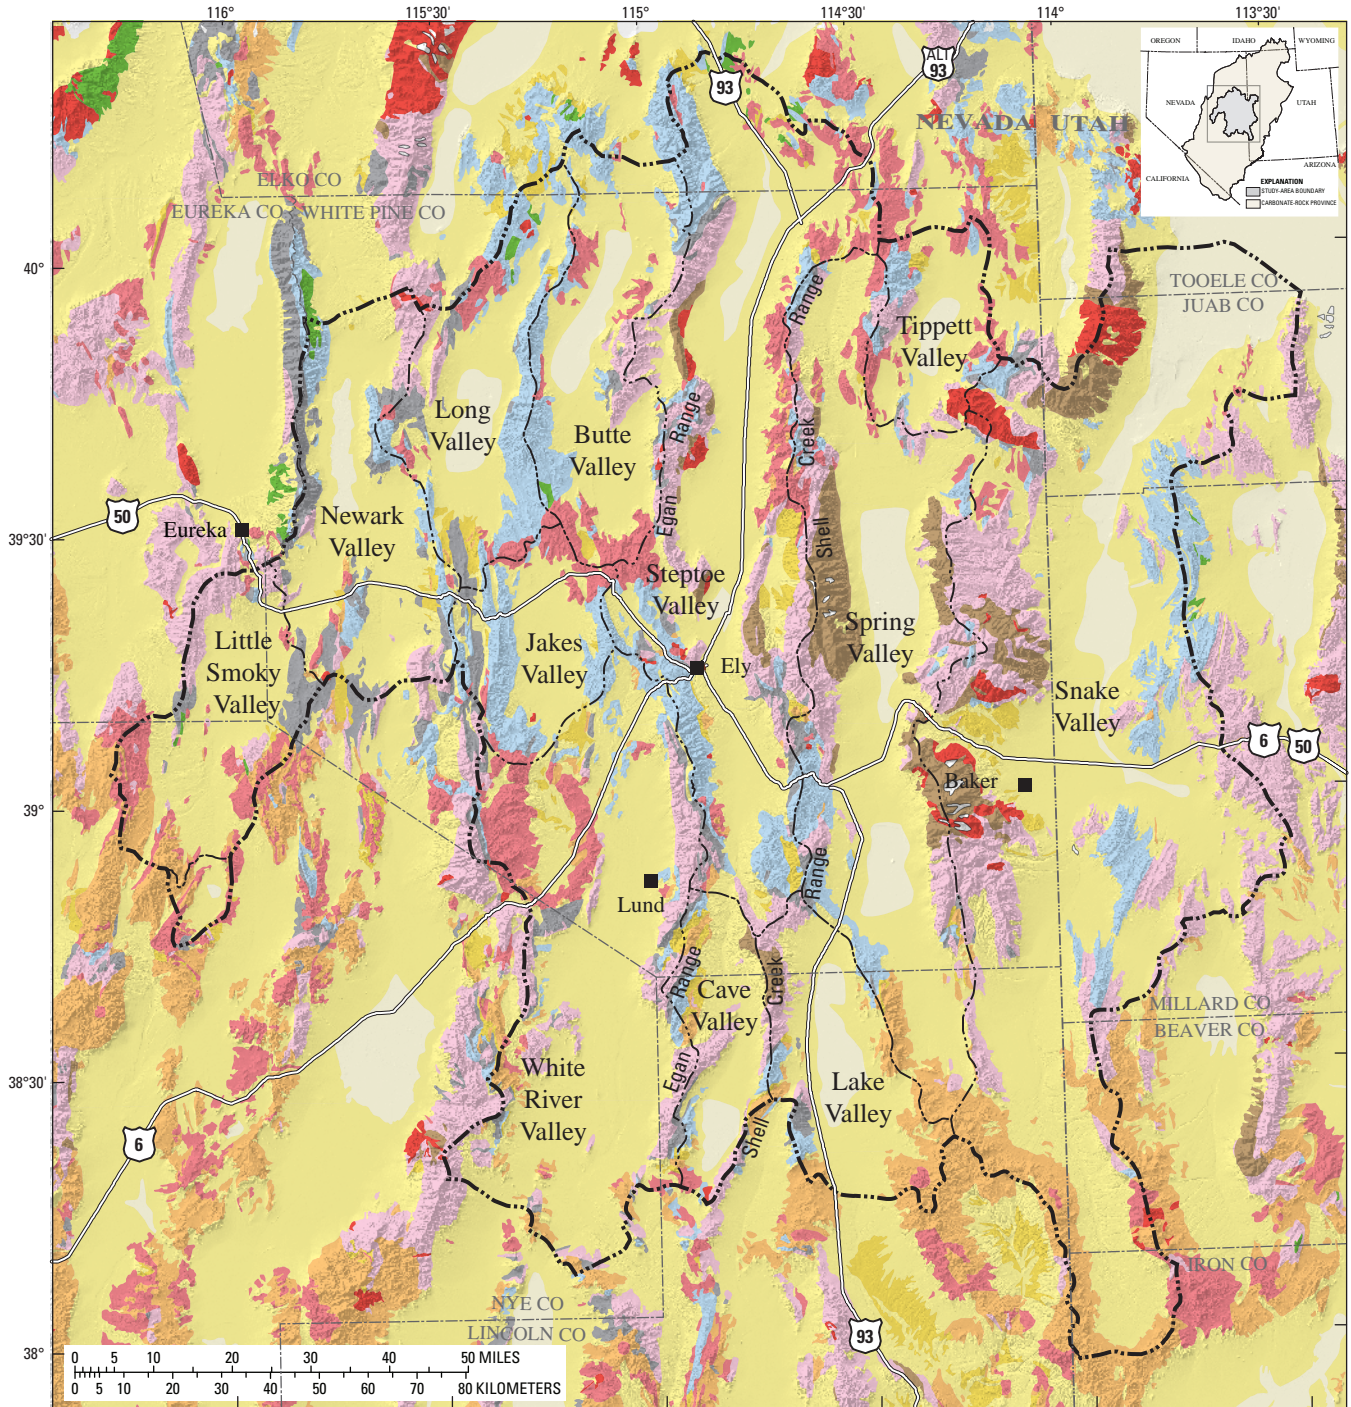 116°
115°30'
115°
114°30'
114°
113°30'
93
ALT
93
OREGON
IDAHO
WYOMING
NEVADA
UTAH
CALIFORNIA
ARIZONA
EXPLANATION
STUDY-AREA BOUNDARY
CARBONATE-ROCK PROVINCE
NEVADA
UTAH
ELKO CO
EUREKA CO
WHITE PINE CO
40°
TOOELE CO
JUAB CO
Range
Tippett
Valley
Long
Valley
Butte
Valley
Range
Creek
Egan
Shell
50
Eureka
Newark
Valley
39°30'
Steptoe
Valley
Little
Smoky
Valley
Jakes
Valley
Ely
Spring
Valley
Snake
Valley
6
50
Baker
39°
Range
Lund
Range
Cave
Valley
Creek
MILLARD CO
BEAVER CO
Egan
White
River
Valley
Lake
Valley
38°30'
Shell
6
IRON CO
NYE CO
LINCOLN CO
93
38°
0 5 10 20 30 40 50 MILES
0 5 10 20 30 40 50 60 70 80 KILOMETERS